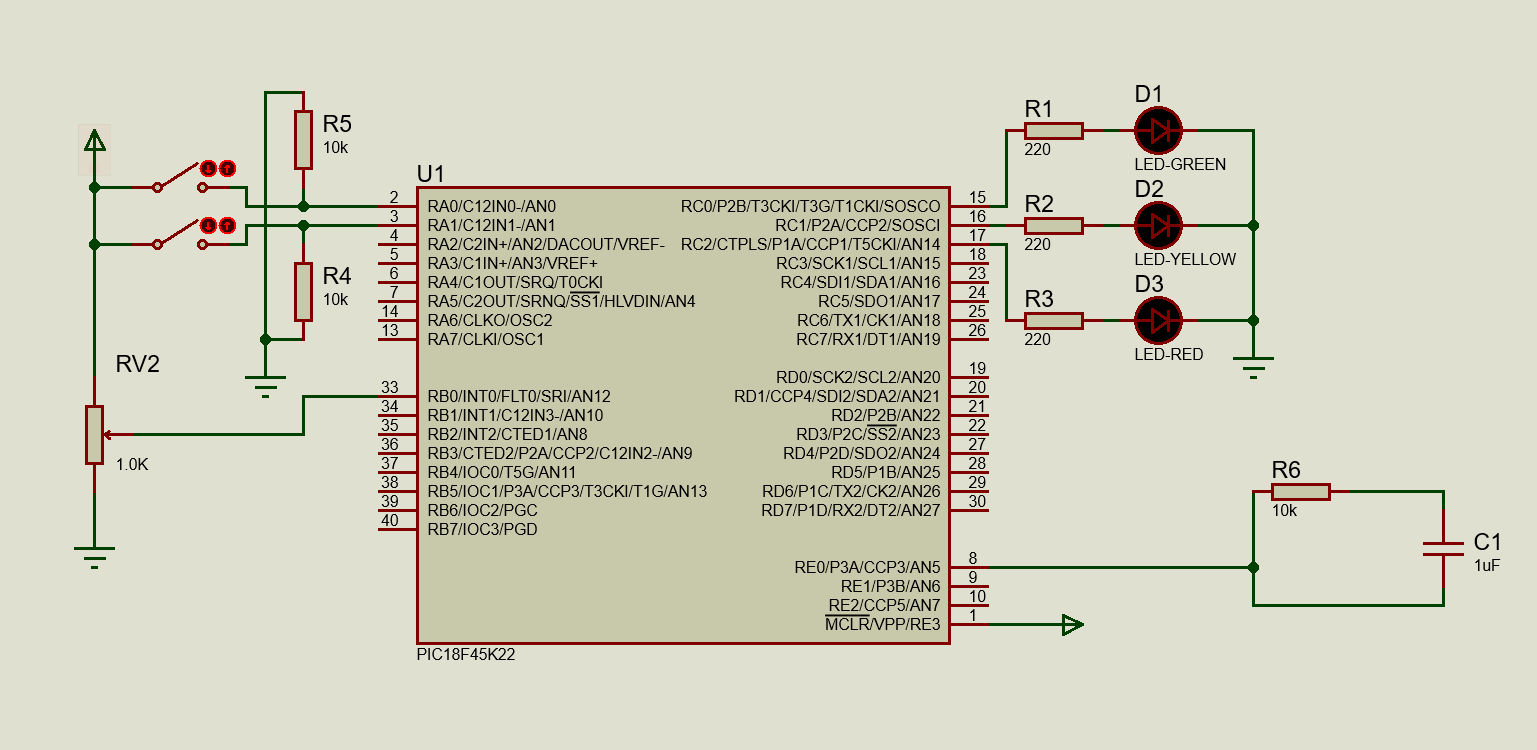 R5
10k
R4
10k
RV2
1.0K
U1
2
3
4
5
6
7
14
13
33
34
35
36
37
38
39
40
RA0/C12IN0-/AN0
RA1/C12IN1-/AN1
RA2/C2IN+/AN2/DACOUT/VREF-
RA3/C1IN+/AN3/VREF+
RA4/C1OUT/SRQ/T0CKI
RA5/C2OUT/SRNQ/SS1/HLVDIN/AN4
RA6/CLKO/OSC2
RA7/CLKI/OSC1
RB0/INT0/FLT0/SRI/AN12
RB1/INT1/C12IN3-/AN10
RB2/INT2/CTED1/AN8
RB3/CTED2/P2A/CCP2/C12IN2-/AN9
RB4/IOC0/T5G/AN11
RB5/IOC1/P3A/CCP3/T3CKI/T1G/AN13
RB6/IOC2/PGC
RB7/IOC3/PGD
RC0/P2B/T3CKI/T3G/T1CKI/SOSCO
RC1/P2A/CCP2/SOSCI
RC2/CTPLS/P1A/CCP1/T5CKI/AN14
RC3/SCK1/SCL1/AN15
RC4/SDI1/SDA1/AN16
RC5/SDO1/AN17
RC6/TX1/CK1/AN18
RC7/RX1/DT1/AN19
RD0/SCK2/SCL2/AN20
RD1/CCP4/SDI2/SDA2/AN21
RD2/P2B/AN22
RD3/P2C/SS2/AN23
RD4/P2D/SDO2/AN24
RD5/P1B/AN25
RD6/P1C/TX2/CK2/AN26
RD7/P1D/RX2/DT2/AN27
RE0/P3A/CCP3/AN5
RE1/P3B/AN6
RE2/CCP5/AN7
MCLR/VPP/RE3
15
16
17
18
23
24
25
26
19
20
21
22
27
28
29
30
8
9
10
1
PIC18F45K22
R1
220
R2
220
R3
220
D1
LED-GREEN
D2
LED-YELLOW
D3
LED-RED
R6
10k
C1
1uF